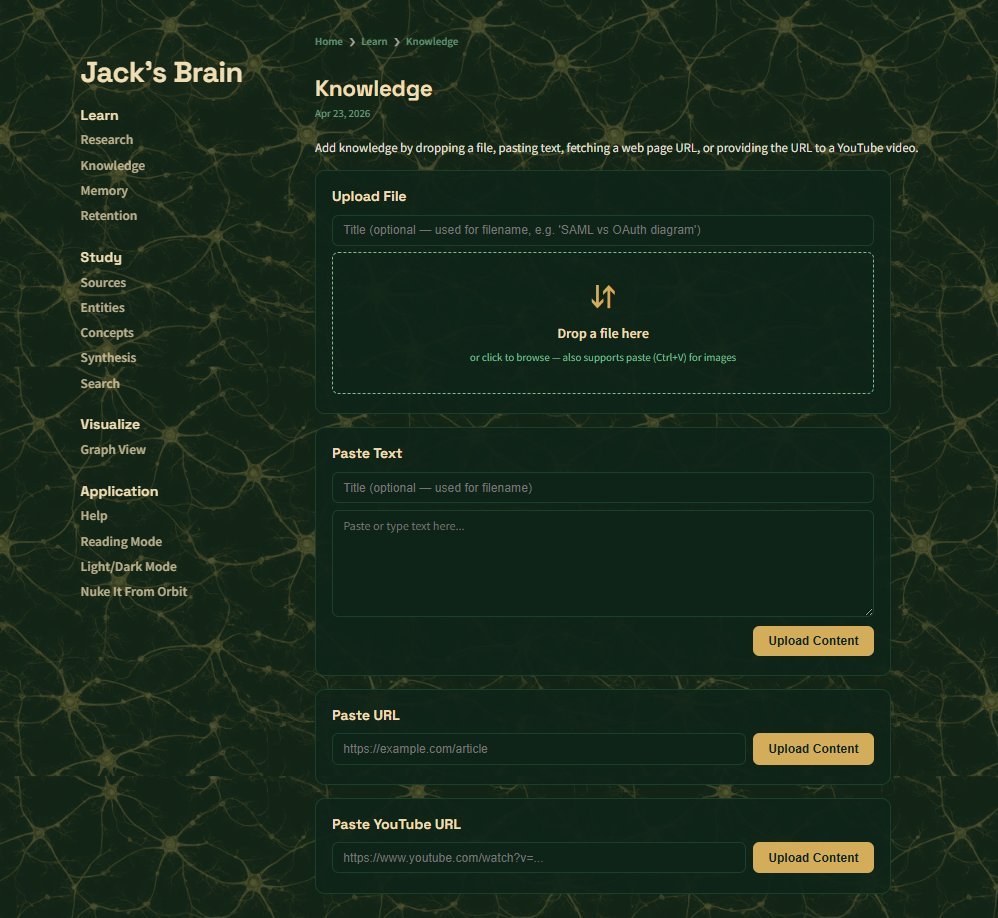 Home ❯ Learn ❯ Knowledge
Jack's Brain
Learn
Research
Knowledge
Memory
Retention
Study
Sources
Entities
Concepts
Synthesis
Search
Visualize
Graph View
Application
Help
Reading Mode
Light/Dark Mode
Nuke It From Orbit
Knowledge
Apr 23, 2026
Add knowledge by dropping a file, pasting text, fetching a web page URL, or providing the URL to a YouTube video.
Upload File
Title (optional — used for filename, e.g. 'SAML vs OAuth diagram')
Drop a file here
or click to browse — also supports paste (Ctrl+V) for images
Paste Text
Title (optional — used for filename)
Paste or type text here...
Upload Content
Paste URL
https://example.com/article
Upload Content
Paste YouTube URL
https://www.youtube.com/watch?v=...
Upload Content